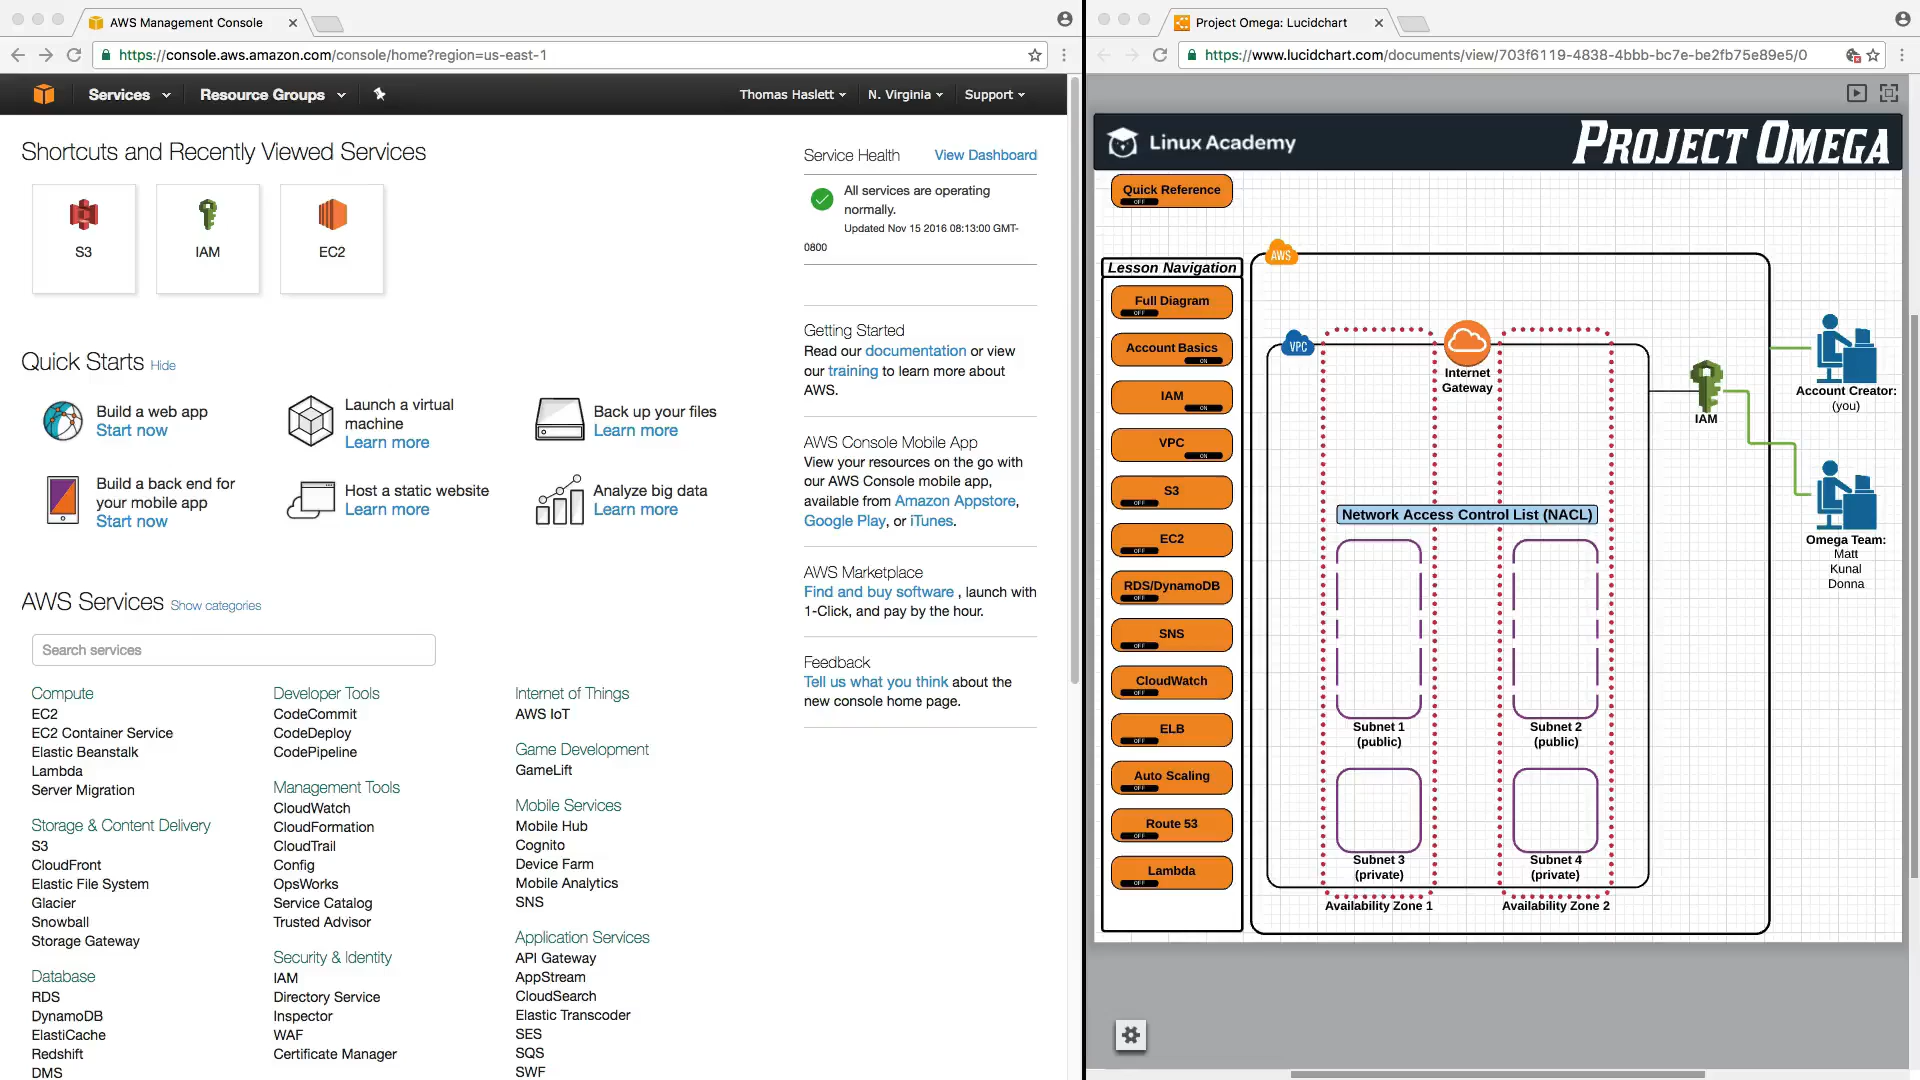 AWS Management Console
https://console.aws.amazon.com/console/home?region=us-east-1
Services
Resource Groups
Thomas Haslett
N. Virginia
Support
Shortcuts and Recently Viewed Services
S3
IAM
EC2
Quick Starts Hide
Build a web app
Start now
Launch a virtual
machine
Learn more
Back up your files
Learn more
Build a back end for
your mobile app
Start now
Host a static website
Learn more
Analyze big data
Learn more
AWS Services Show categories
Search services
Compute
EC2
EC2 Container Service
Elastic Beanstalk
Lambda
Server Migration
Storage & Content Delivery
S3
CloudFront
Elastic File System
Glacier
Snowball
Storage Gateway
Database
RDS
DynamoDB
ElastiCache
Redshift
DMS
Developer Tools
CodeCommit
CodeDeploy
CodePipeline
Management Tools
CloudWatch
CloudFormation
CloudTrail
Config
OpsWorks
Service Catalog
Trusted Advisor
Security & Identity
IAM
Directory Service
Inspector
WAF
Certificate Manager
Internet of Things
AWS IoT
Game Development
GameLift
Mobile Services
Mobile Hub
Cognito
Device Farm
Mobile Analytics
SNS
Application Services
API Gateway
AppStream
CloudSearch
Elastic Transcoder
SES
SQS
SWF
Service Health View Dashboard
All services are operating
normally.
Updated Nov 15 2016 08:13:00 GMT-
0800
Getting Started
Read our documentation or view
our training to learn more about
AWS.
AWS Console Mobile App
View your resources on the go with
our AWS Console mobile app,
available from Amazon Appstore,
Google Play, or iTunes.
AWS Marketplace
Find and buy software , launch with
1-Click, and pay by the hour.
Feedback
Tell us what you think about the
new console home page.
Project Omega: Lucidchart
https://www.lucidchart.com/documents/view/703f6119-4838-4bbb-bc7e-be2fb75e89e5/0
Linux Academy
PROJECT OMEGA
Quick Reference
OFF
Lesson Navigation
Full Diagram
OFF
Account Basics
ON
IAM
ON
VPC
ON
S3
OFF
EC2
OFF
RDS/DynamoDB
OFF
SNS
OFF
CloudWatch
OFF
ELB
OFF
Auto Scaling
OFF
Route 53
OFF
Lambda
OFF
AWS
VPC
Internet
Gateway
Network Access Control List (NACL)
Subnet 1
(public)
Subnet 2
(public)
Subnet 3
(private)
Subnet 4
(private)
Availability Zone 1
Availability Zone 2
IAM
Account Creator:
(you)
Omega Team:
Matt
Kunal
Donna